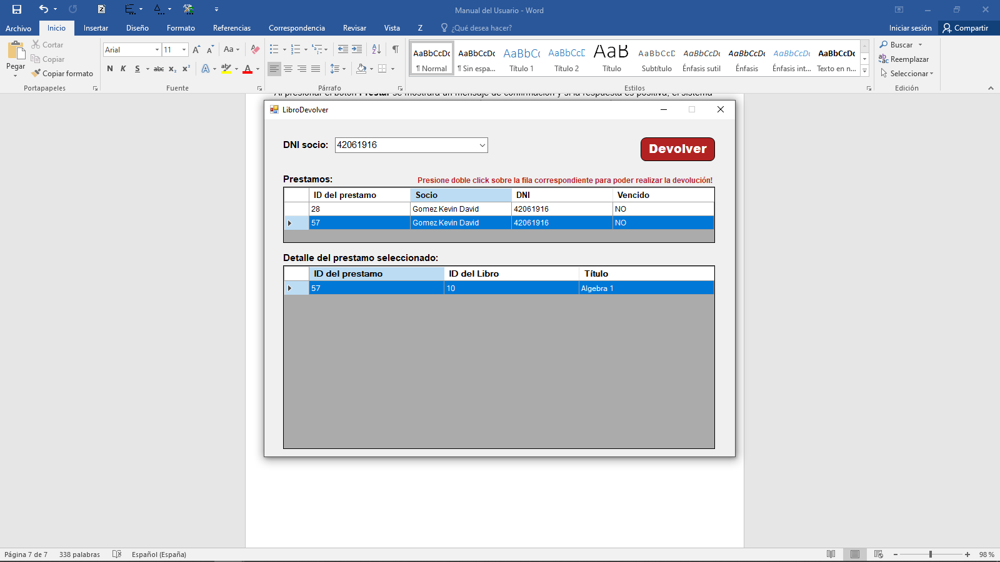 Manual del Usuario - Word
Archivo Inicio Insertar Diseño Formato Referencias Correspondencia Revisar Vista Z ¿Qué desea hacer? Iniciar sesión Compartir
Pegar
Cortar
Copiar
Copiar formato
Portapapeles
Arial 11
Aa
N K S abc x₂ x²
A aby A
Fuente
Párrafo
AaBbCcDc AaBbCcDc AaBbCc AaBbCcD AaB AaBbCcD AaBbCcDc AaBbCcDc AaBbCcDc AaBbCcDc
¶ Normal ¶ Sin espa... Título 1 Título 2 Título Subtítulo Énfasis sutil Énfasis Énfasis int... Texto en n...
Estilos
Buscar
Reemplazar
Seleccionar
Edición
Al presionar el botón Prestar se mostrará un mensaje de confirmación y si la respuesta es positiva, el sistema
LibroDevolver
DNI socio: 42061916
Devolver
Prestamos:
Presione doble click sobre la fila correspondiente para poder realizar la devolución!
ID del prestamo Socio DNI Vencido
28 Gomez Kevin David 42061916 NO
57 Gomez Kevin David 42061916 NO
Detalle del prestamo seleccionado:
ID del prestamo ID del Libro Título
57 10 Algebra 1
Página 7 de 7 338 palabras Español (España) 98 %